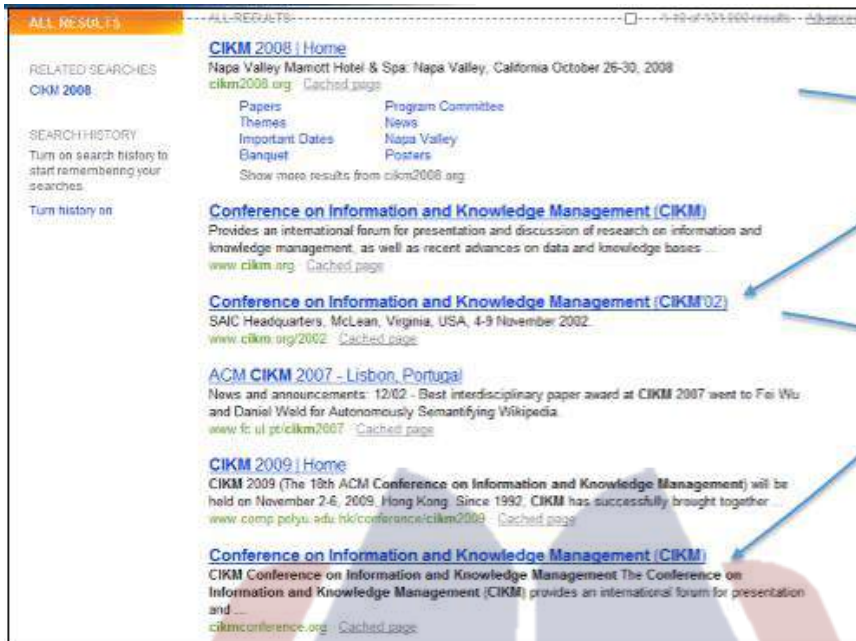 ALL RESULTS
RELATED SEARCHES
CIKM 2008
SEARCH HISTORY
Turn on search history to
start remembering your
searches.
Turn history on
ALL RESULTS
1-10 of 131,000 results · Advanced
CIKM 2008 | Home
Napa Valley Marriott Hotel & Spa: Napa Valley, California October 26-30, 2008
cikm2008.org · Cached page
Papers
Program Committee
Themes
News
Important Dates
Napa Valley
Banquet
Posters
Show more results from cikm2008.org
Conference on Information and Knowledge Management (CIKM)
Provides an international forum for presentation and discussion of research on information and
knowledge management, as well as recent advances on data and knowledge bases ...
www.cikm.org · Cached page
Conference on Information and Knowledge Management (CIKM'02)
SAIC Headquarters, McLean, Virginia, USA, 4-9 November 2002.
www.cikm.org/2002 · Cached page
ACM CIKM 2007 - Lisbon, Portugal
News and announcements: 12/02 - Best interdisciplinary paper award at CIKM 2007 went to Fei Wu
and Daniel Weld for Autonomously Semantifying Wikipedia.
www.fc.ul.pt/cikm2007 · Cached page
CIKM 2009 | Home
CIKM 2009 (The 18th ACM Conference on Information and Knowledge Management) will be
held on November 2-6, 2009, Hong Kong. Since 1992, CIKM has successfully brought together ...
www.comp.polyu.edu.hk/conference/cikm2009 · Cached page
Conference on Information and Knowledge Management (CIKM)
CIKM Conference on Information and Knowledge Management The Conference on
Information and Knowledge Management (CIKM) provides an international forum for presentation
and ...
cikmconference.org · Cached page